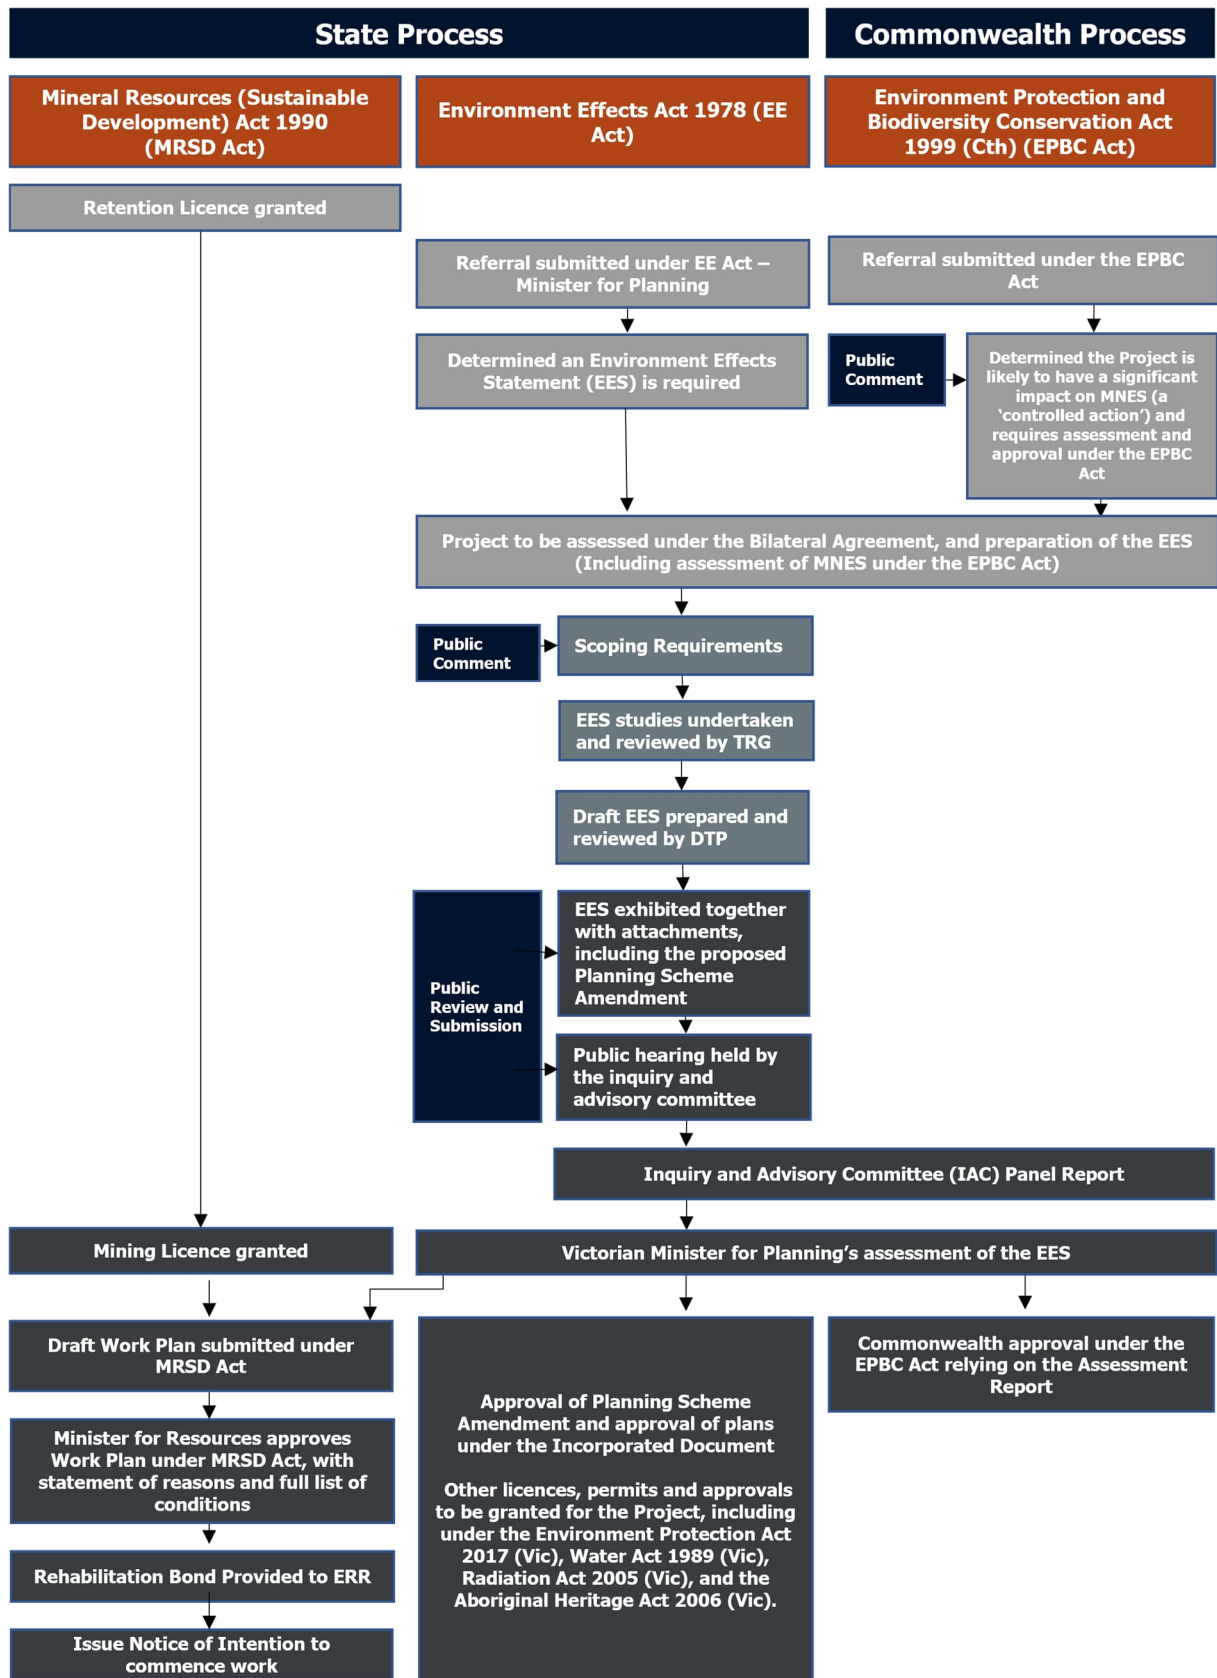 State Process
Commonwealth Process
Mineral Resources (Sustainable
Development) Act 1990
(MRSD Act)
Environment Effects Act 1978 (EE
Act)
Environment Protection and
Biodiversity Conservation Act
1999 (Cth) (EPBC Act)
Retention Licence granted
Referral submitted under EE Act –
Minister for Planning
Referral submitted under the EPBC
Act
Determined an Environment Effects
Statement (EES) is required
Public
Comment
Determined the Project is
likely to have a significant
impact on MNES (a
‘controlled action’) and
requires assessment and
approval under the EPBC
Act
Project to be assessed under the Bilateral Agreement, and preparation of the EES
(Including assessment of MNES under the EPBC Act)
Public
Comment
Scoping Requirements
EES studies undertaken
and reviewed by TRG
Draft EES prepared and
reviewed by DTP
Public
Review and
Submission
EES exhibited together
with attachments,
including the proposed
Planning Scheme
Amendment
Public hearing held by
the inquiry and
advisory committee
Inquiry and Advisory Committee (IAC) Panel Report
Mining Licence granted
Victorian Minister for Planning’s assessment of the EES
Draft Work Plan submitted under
MRSD Act
Minister for Resources approves
Work Plan under MRSD Act, with
statement of reasons and full list of
conditions
Rehabilitation Bond Provided to ERR
Issue Notice of Intention to
commence work
Approval of Planning Scheme
Amendment and approval of plans
under the Incorporated Document
Other licences, permits and approvals
to be granted for the Project, including
under the Environment Protection Act
2017 (Vic), Water Act 1989 (Vic),
Radiation Act 2005 (Vic), and the
Aboriginal Heritage Act 2006 (Vic).
Commonwealth approval under the
EPBC Act relying on the Assessment
Report